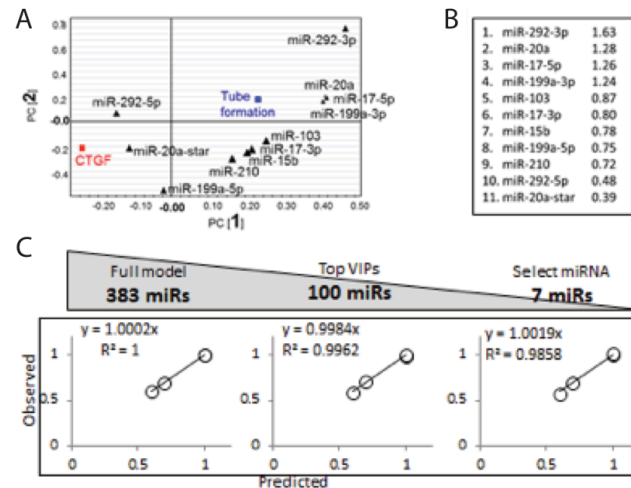 A
PC [2]
0.8
0.6
0.4
0.2
-0.0
-0.2
-0.4
miR-292-3p
miR-20a
miR-17-5p
miR-199a-3p
Tube
formation
miR-292-5p
CTGF
miR-20a-star
miR-103
miR-17-3p
miR-15b
miR-210
miR-199a-5p
-0.20 -0.10 -0.00 0.10 0.20 0.30 0.40 0.50
PC [1]
B
1. miR-292-3p 1.63
2. miR-20a 1.28
3. miR-17-5p 1.26
4. miR-199a-3p 1.24
5. miR-103 0.87
6. miR-17-3p 0.80
7. miR-15b 0.78
8. miR-199a-5p 0.75
9. miR-210 0.72
10. miR-292-5p 0.48
11. miR-20a-star 0.39
C
Full model
383 miRs
Top VIPs
100 miRs
Select miRNA
7 miRs
Observed
y = 1.0002x
R² = 1
1
0.5
0
0 0.5 1
y = 0.9984x
R² = 0.9962
1
0.5
0
0 0.5 1
y = 1.0019x
R² = 0.9858
1
0.5
0
0 0.5 1
Predicted